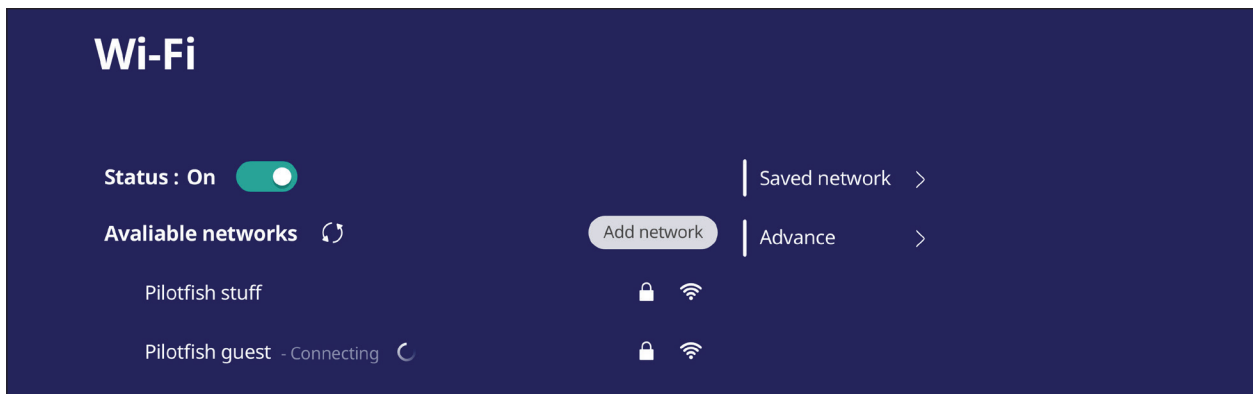 Wi-Fi
Status : On
Saved network
Avaliable networks
Add network
Advance
Pilotfish stuff
Pilotfish guest - Connecting